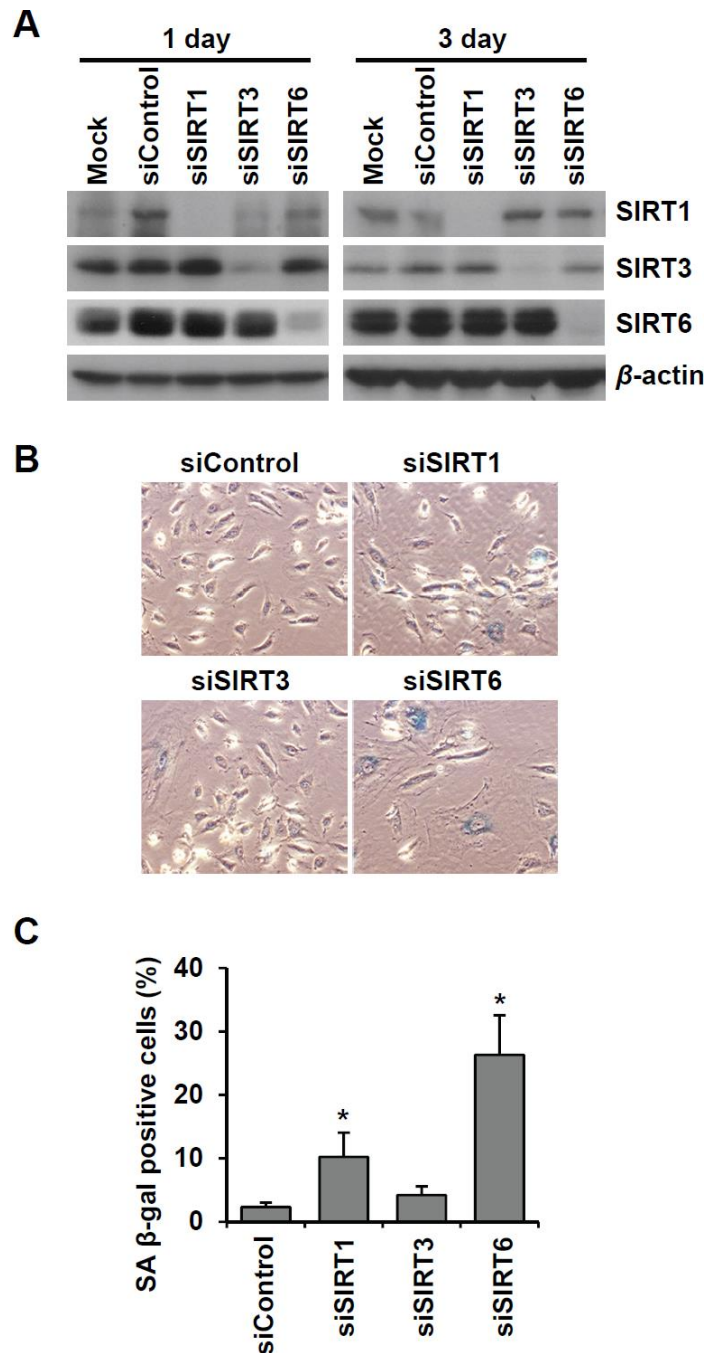 A
1 day
3 day
Mock
siControl
siSIRT1
siSIRT3
siSIRT6
Mock
siControl
siSIRT1
siSIRT3
siSIRT6
SIRT1
SIRT3
SIRT6
β-actin
B
siControl
siSIRT1
siSIRT3
siSIRT6
C
SA β-gal positive cells (%)
40
30
20
10
0
*
*
siControl
siSIRT1
siSIRT3
siSIRT6